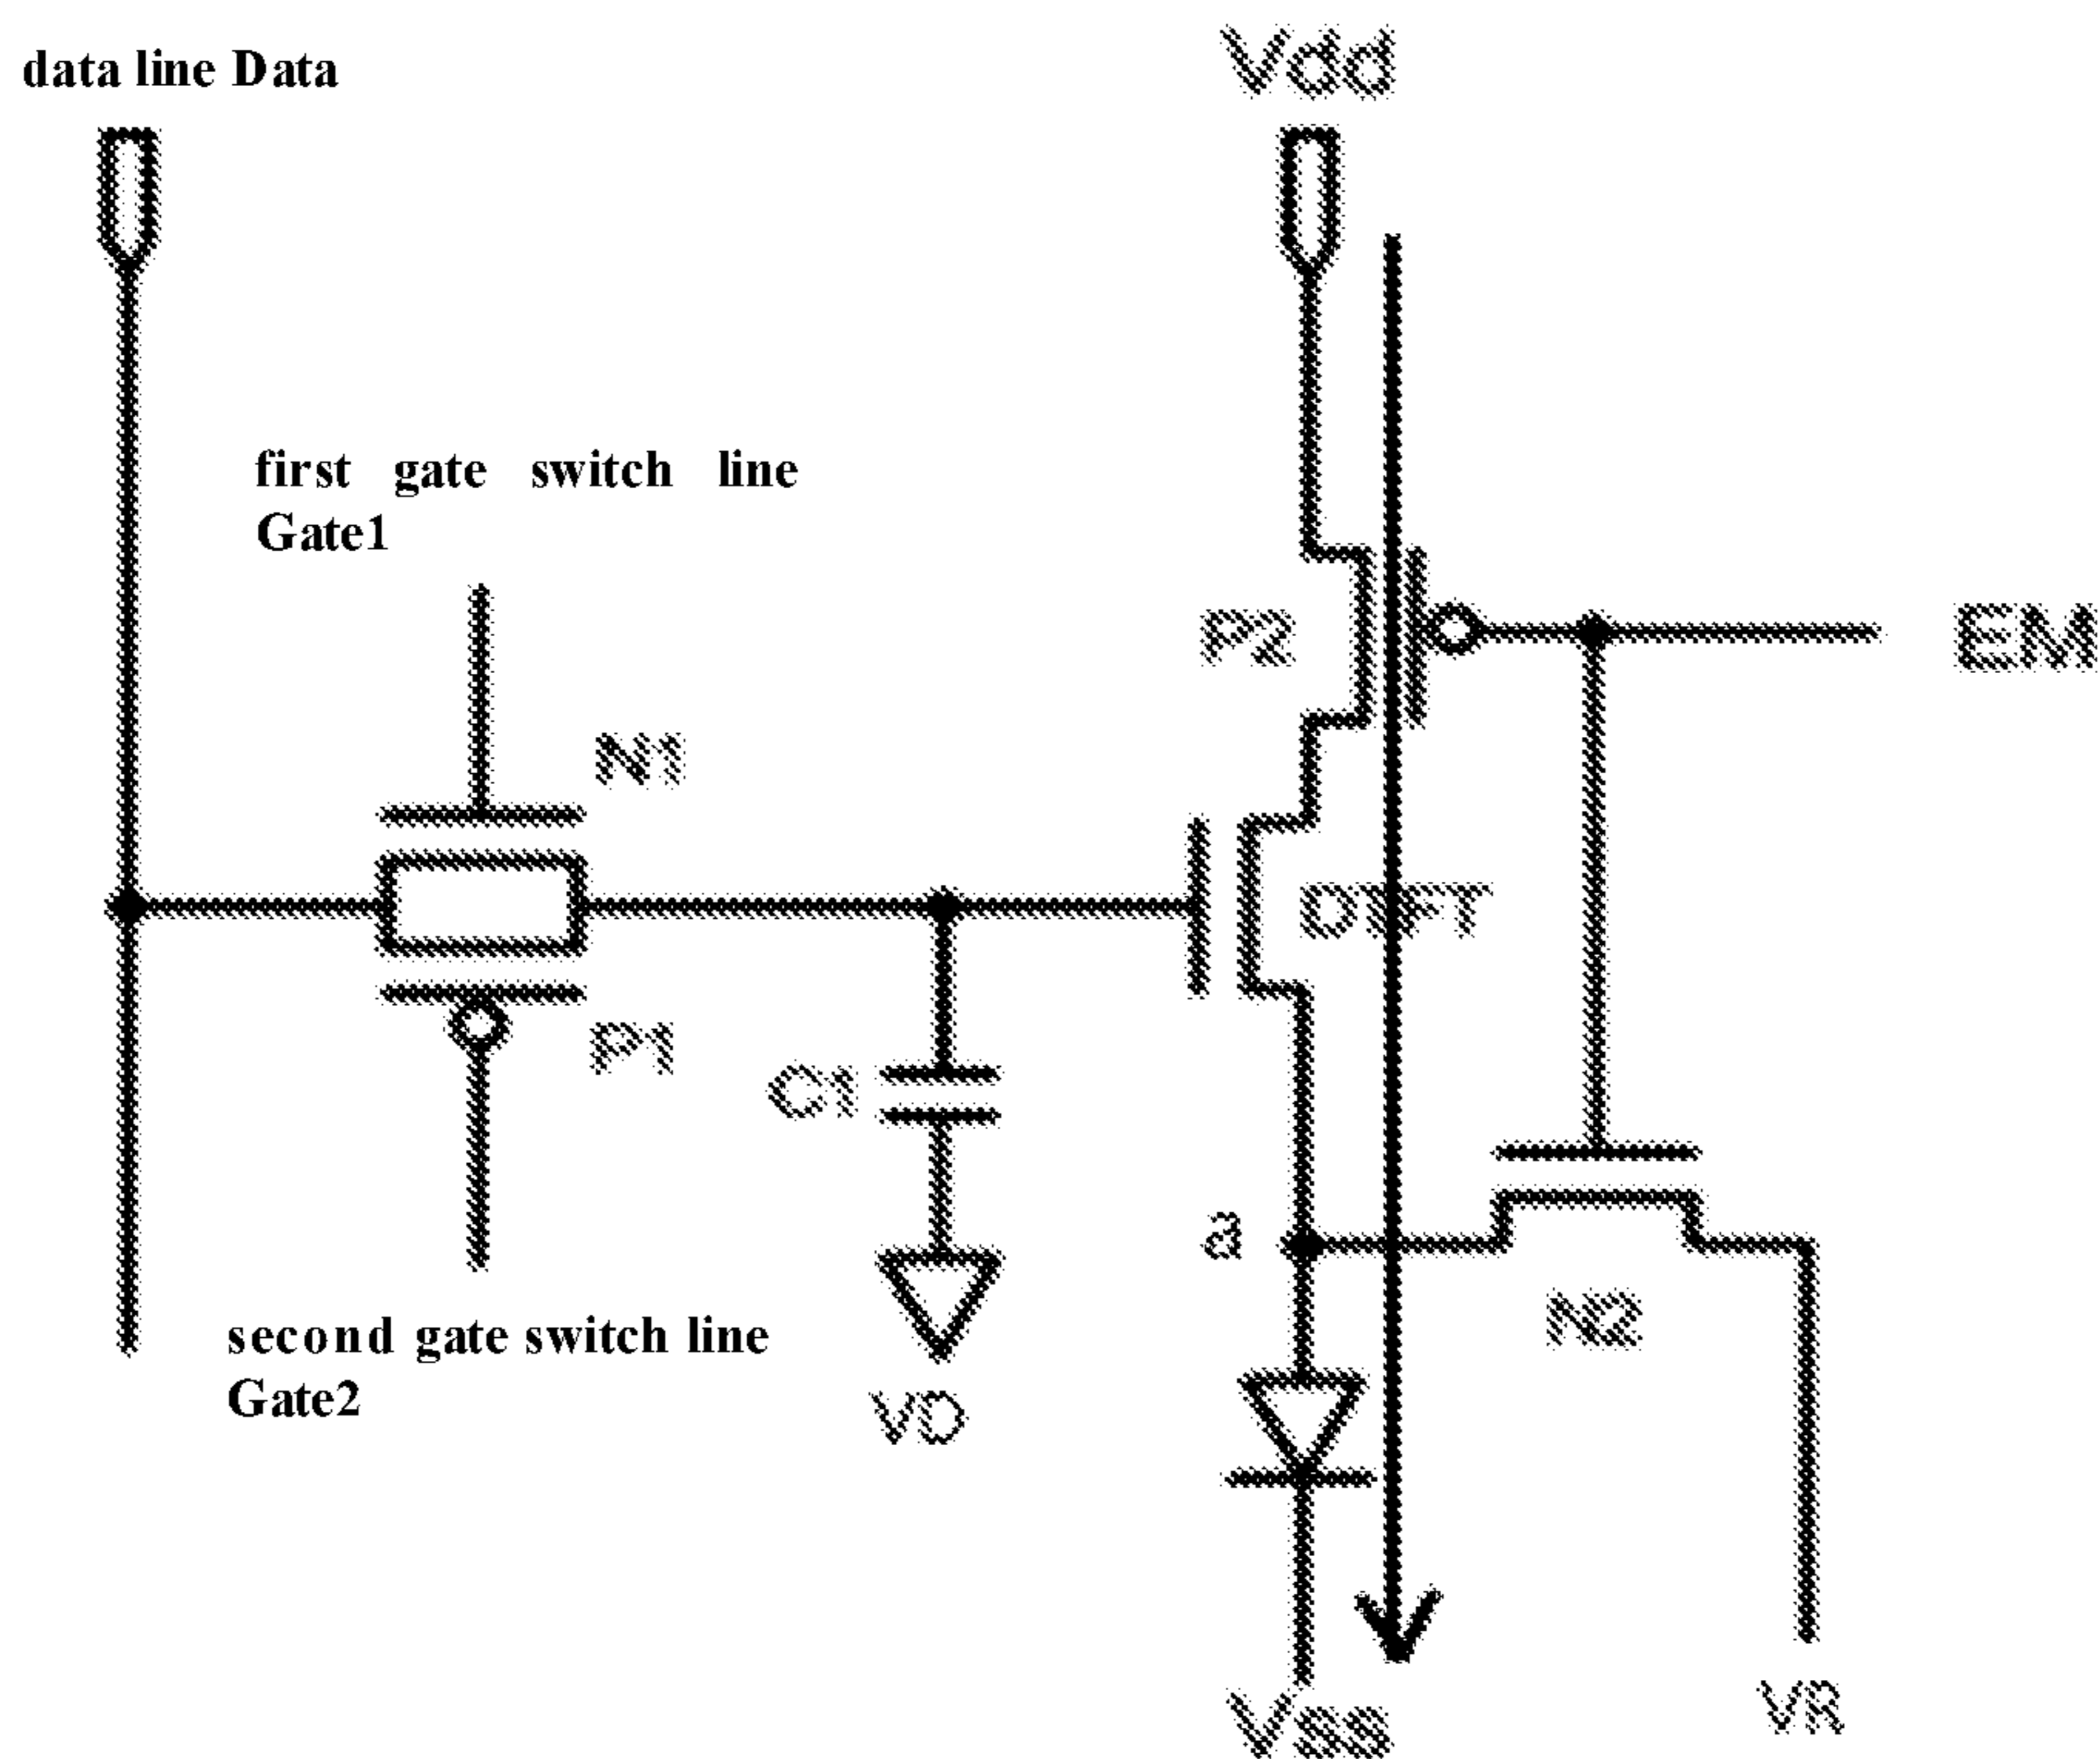 data line Data
Vdd
first gate switch line
Gate1
P2
EM
N1
DTFT
P1
C1
a
N2
second gate switch line
Gate2
VD
VR
Vss